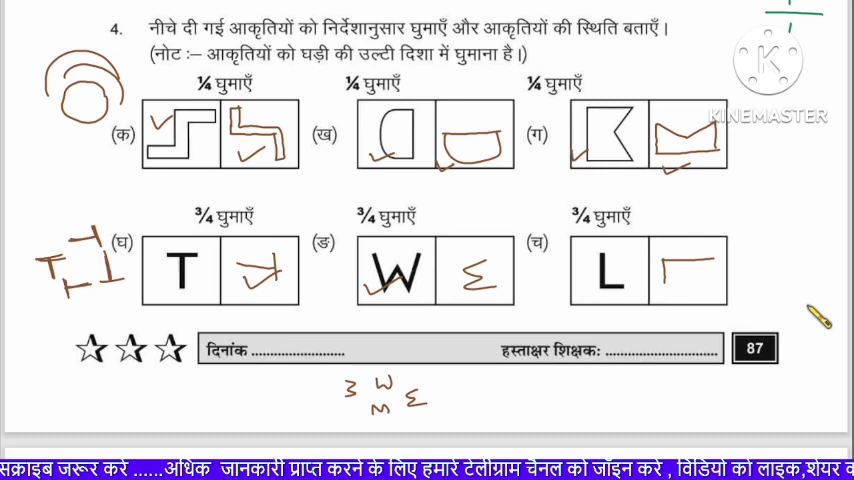 4. नीचे दी गई आकृतियों को निर्देशानुसार घुमाएँ और आकृतियों की स्थिति बताएँ।
(नोट :– आकृतियों को घड़ी की उल्टी दिशा में घुमाना है।)
¼ घुमाएँ ¼ घुमाएँ ¼ घुमाएँ
KINEMASTER
(क) (ख) (ग)
¾ घुमाएँ ¾ घुमाएँ ¾ घुमाएँ
(घ) T (ङ) W (च) L
दिनांक .......................... हस्ताक्षर शिक्षक: ............................... 87
3 W
M
सक्राइब जरूर करे ......अधिक जानकारी प्राप्त करने के लिए हमारे टेलीग्राम चैनल को जॉइन करे , विडियो को लाइक,शेयर क